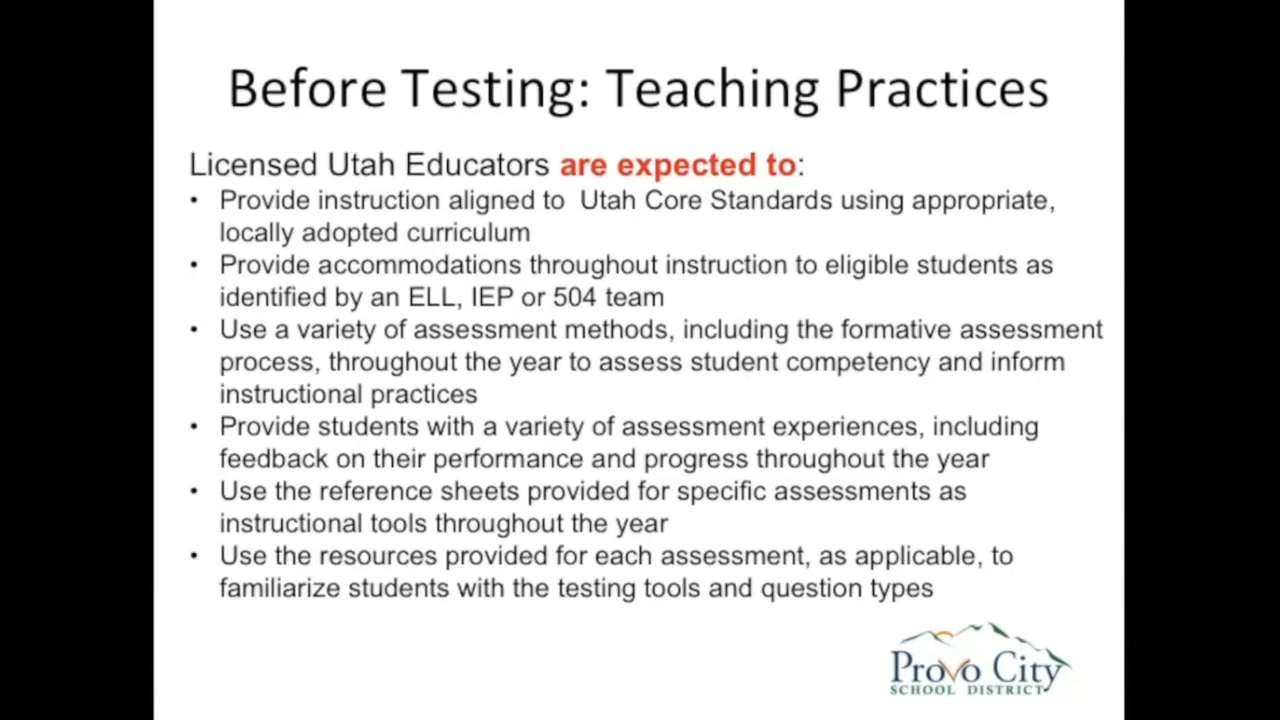 Before Testing: Teaching Practices
Licensed Utah Educators are expected to:
• Provide instruction aligned to  Utah Core Standards using appropriate,
locally adopted curriculum
• Provide accommodations throughout instruction to eligible students as
identified by an ELL, IEP or 504 team
• Use a variety of assessment methods, including the formative assessment
process, throughout the year to assess student competency and inform
instructional practices
• Provide students with a variety of assessment experiences, including
feedback on their performance and progress throughout the year
• Use the reference sheets provided for specific assessments as
instructional tools throughout the year
• Use the resources provided for each assessment, as applicable, to
familiarize students with the testing tools and question types
Provo City
SCHOOL DISTRICT